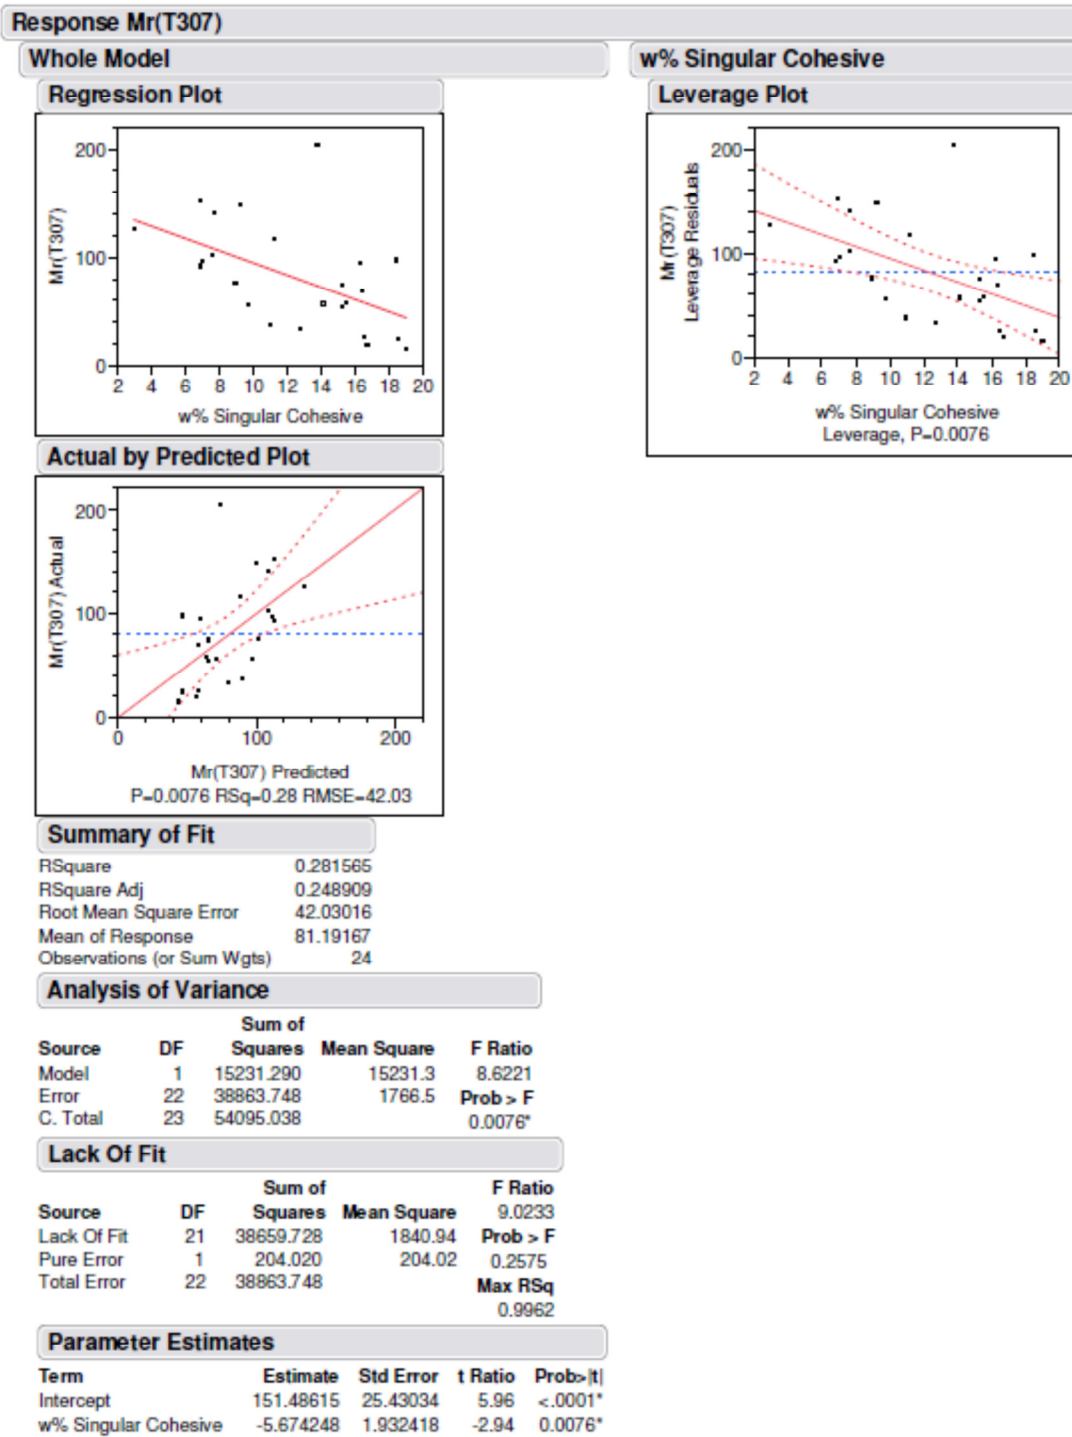 Response Mr(T307)
Whole Model
Regression Plot
Mr(T307)
200
100
0
2 4 6 8 10 12 14 16 18 20
w% Singular Cohesive
Actual by Predicted Plot
Mr(T307) Actual
200
100
0
0 100 200
Mr(T307) Predicted
P=0.0076 RSq=0.28 RMSE=42.03
Summary of Fit
RSquare 0.281565
RSquare Adj 0.248909
Root Mean Square Error 42.03016
Mean of Response 81.19167
Observations (or Sum Wgts) 24
Analysis of Variance
Sum of
Source DF Squares Mean Square F Ratio
Model 1 15231.290 15231.3 8.6221
Error 22 38863.748 1766.5 Prob > F
C. Total 23 54095.038 0.0076*
Lack Of Fit
Sum of F Ratio
Source DF Squares Mean Square 9.0233
Lack Of Fit 21 38659.728 1840.94 Prob > F
Pure Error 1 204.020 204.02 0.2575
Total Error 22 38863.748 Max RSq
0.9962
Parameter Estimates
Term Estimate Std Error t Ratio Prob>|t|
Intercept 151.48615 25.43034 5.96 <.0001*
w% Singular Cohesive -5.674248 1.932418 -2.94 0.0076*
w% Singular Cohesive
Leverage Plot
Mr(T307)
Leverage Residuals
200
100
0
2 4 6 8 10 12 14 16 18 20
w% Singular Cohesive
Leverage, P=0.0076